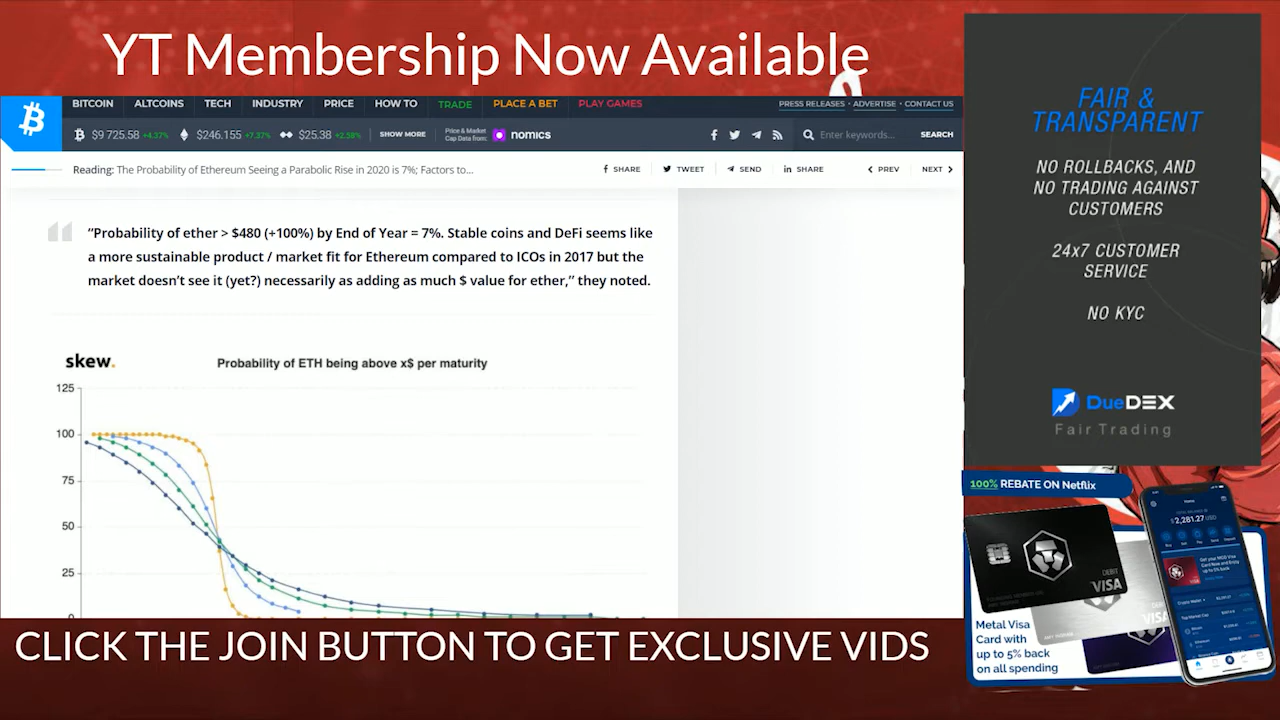 YT Membership Now Available
BITCOIN ALTCOINS TECH INDUSTRY PRICE HOW TO TRADE PLACE A BET PLAY GAMES
PRESS RELEASES • ADVERTISE • CONTACT US
$9 725.58 +4.37% $246.155 +7.37% $25.38 +2.58% SHOW MORE
Price & Market
Cap Data from:
nomics
Enter keywords... SEARCH
Reading: The Probability of Ethereum Seeing a Parabolic Rise in 2020 is 7%; Factors to...
SHARE TWEET SEND SHARE PREV NEXT
“Probability of ether > $480 (+100%) by End of Year = 7%. Stable coins and DeFi seems like
a more sustainable product / market fit for Ethereum compared to ICOs in 2017 but the
market doesn’t see it (yet?) necessarily as adding as much $ value for ether,” they noted.
skew.
Probability of ETH being above x$ per maturity
125
100
75
50
25
0
CLICK THE JOIN BUTTON TO GET EXCLUSIVE VIDS
FAIR &
TRANSPARENT
NO ROLLBACKS, AND
NO TRADING AGAINST
CUSTOMERS
24x7 CUSTOMER
SERVICE
NO KYC
DueDEX
Fair Trading
100% REBATE ON Netflix
$2,281.27 USD
DEBIT
VISA
Metal Visa
Card with
up to 5% back
on all spending